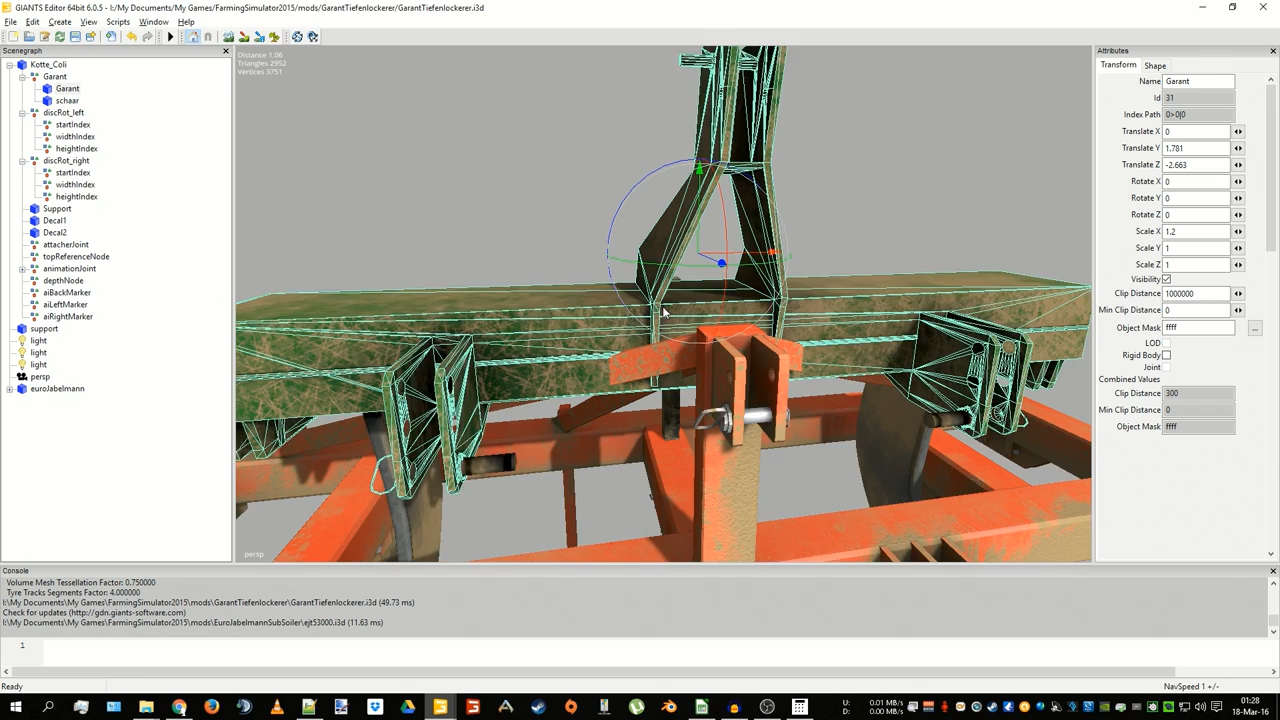 GIANTS Editor 64bit 6.0.5 - I:/My Documents/My Games/FarmingSimulator2015/mods/GarantTiefenlockerer/GarantTiefenlockerer.i3d
File Edit Create View Scripts Window Help
Scenegraph
Kotte_Coli
Garant
Garant
schaar
discRot_left
startIndex
widthIndex
heightIndex
discRot_right
startIndex
widthIndex
heightIndex
Support
Decal1
Decal2
attacherJoint
topReferenceNode
animationJoint
depthNode
aiBackMarker
aiLeftMarker
aiRightMarker
support
light
light
light
persp
euroJabelmann
Distance 1.06
Triangles 2952
Vertices 3751
persp
Attributes
Transform Shape
Name Garant
Id 31
Index Path 0>0|0
Translate X 0
Translate Y 1.781
Translate Z -2.663
Rotate X 0
Rotate Y 0
Rotate Z 0
Scale X 1.2
Scale Y 1
Scale Z 1
Visibility
Clip Distance 1000000
Min Clip Distance 0
Object Mask ffff ...
LOD
Rigid Body
Joint
Combined Values
Clip Distance 300
Min Clip Distance 0
Object Mask ffff
Console
Volume Mesh Tessellation Factor: 0.750000
Tyre Tracks Segments Factor: 4.000000
I:\My Documents\My Games\FarmingSimulator2015\mods\GarantTiefenlockerer\GarantTiefenlockerer.i3d (49.73 ms)
Check for updates (http://gdn.giants-software.com)
I:\My Documents\My Games\FarmingSimulator2015\mods\EuroJabelmannSubSoiler\ejt53000.i3d (11.63 ms)
1
Ready
NavSpeed 1 +/-
U: 0.01 MB/s
D: 0.00 MB/s
01:28
18-Mar-16